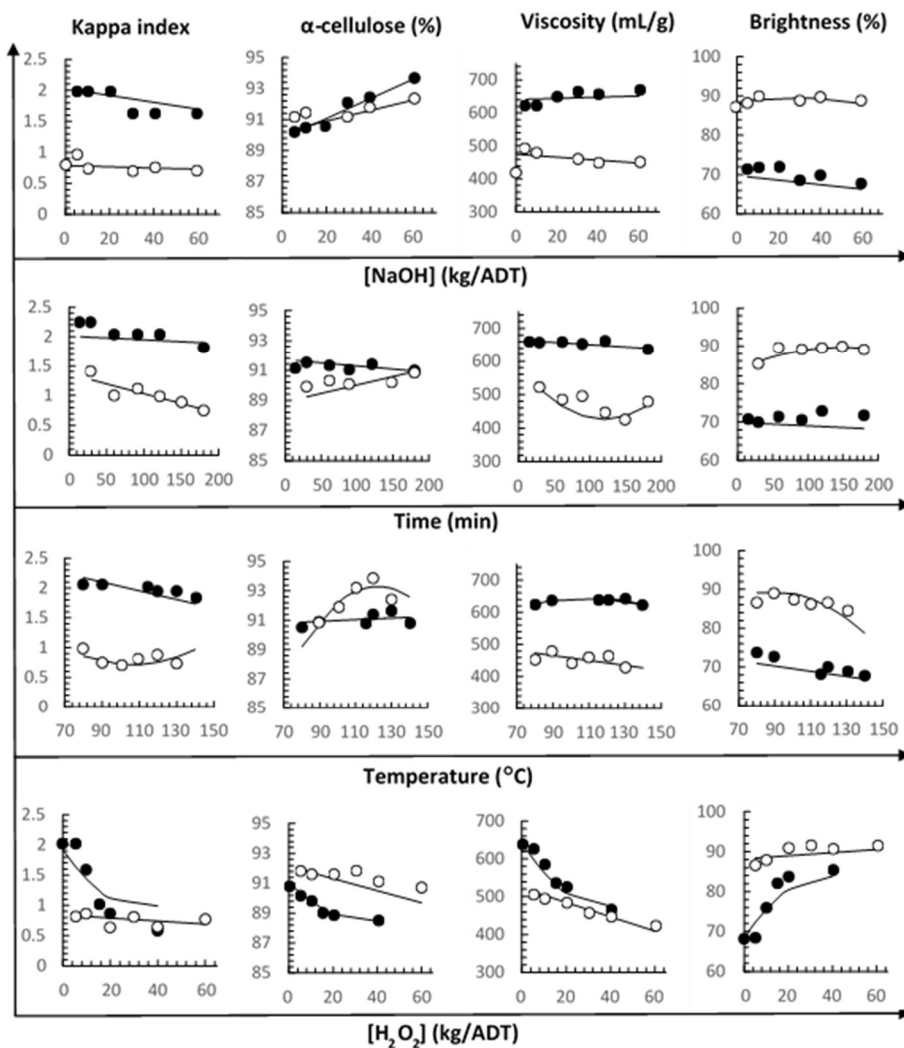 Kappa index α-cellulose (%) Viscosity (mL/g) Brightness (%)
2.5 95 700 100
2 93 600 90
1.5 91 500 80
1 89 400 70
0.5 87 300 60
0 85
0 20 40 60 0 20 40 60 0 20 40 60 0 20 40 60
[NaOH] (kg/ADT)
2.5 95 700 100
2 93 600 90
1.5 91 500 80
1 89 400 70
0.5 87 300 60
0 85
0 50 100 150 200 0 50 100 150 200 0 50 100 150 200 0 50 100 150 200
Time (min)
2.5 95 700 100
2 93 600 90
1.5 91 500 80
1 89 400 70
0.5 87 300 60
0 85
70 90 110 130 150 70 90 110 130 150 70 90 110 130 150 70 90 110 130 150
Temperature (°C)
2.5 95 700 100
2 93 600 90
1.5 91 500 80
1 89 400 70
0.5 87 300 60
0 85
0 20 40 60 0 20 40 60 0 20 40 60 0 20 40 60
[H₂O₂] (kg/ADT)